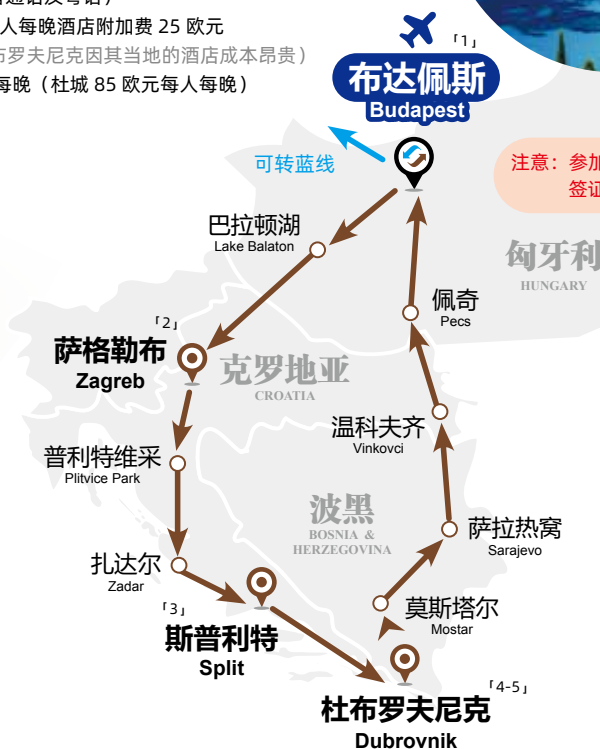 人每晚酒店附加费 25 欧元
布罗夫尼克因其当地的酒店成本昂贵）
每晚（杜城 85 欧元每人每晚）
「1」
布达佩斯
Budapest
可转蓝线
注意：参加
签证
巴拉顿湖
Lake Balaton
匈牙利
HUNGARY
佩奇
Pecs
「2」
萨格勒布
Zagreb
克罗地亚
CROATIA
温科夫齐
Vinkovci
普利特维采
Plitvice Park
波黑
BOSNIA &
HERZEGOVINA
萨拉热窝
Sarajevo
扎达尔
Zadar
「3」
斯普利特
Split
莫斯塔尔
Mostar
「4-5」
杜布罗夫尼克
Dubrovnik